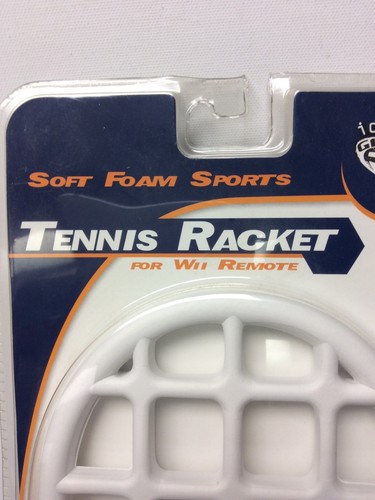 SOFT FOAM SPORTS
TENNIS RACKET
FOR WII REMOTE